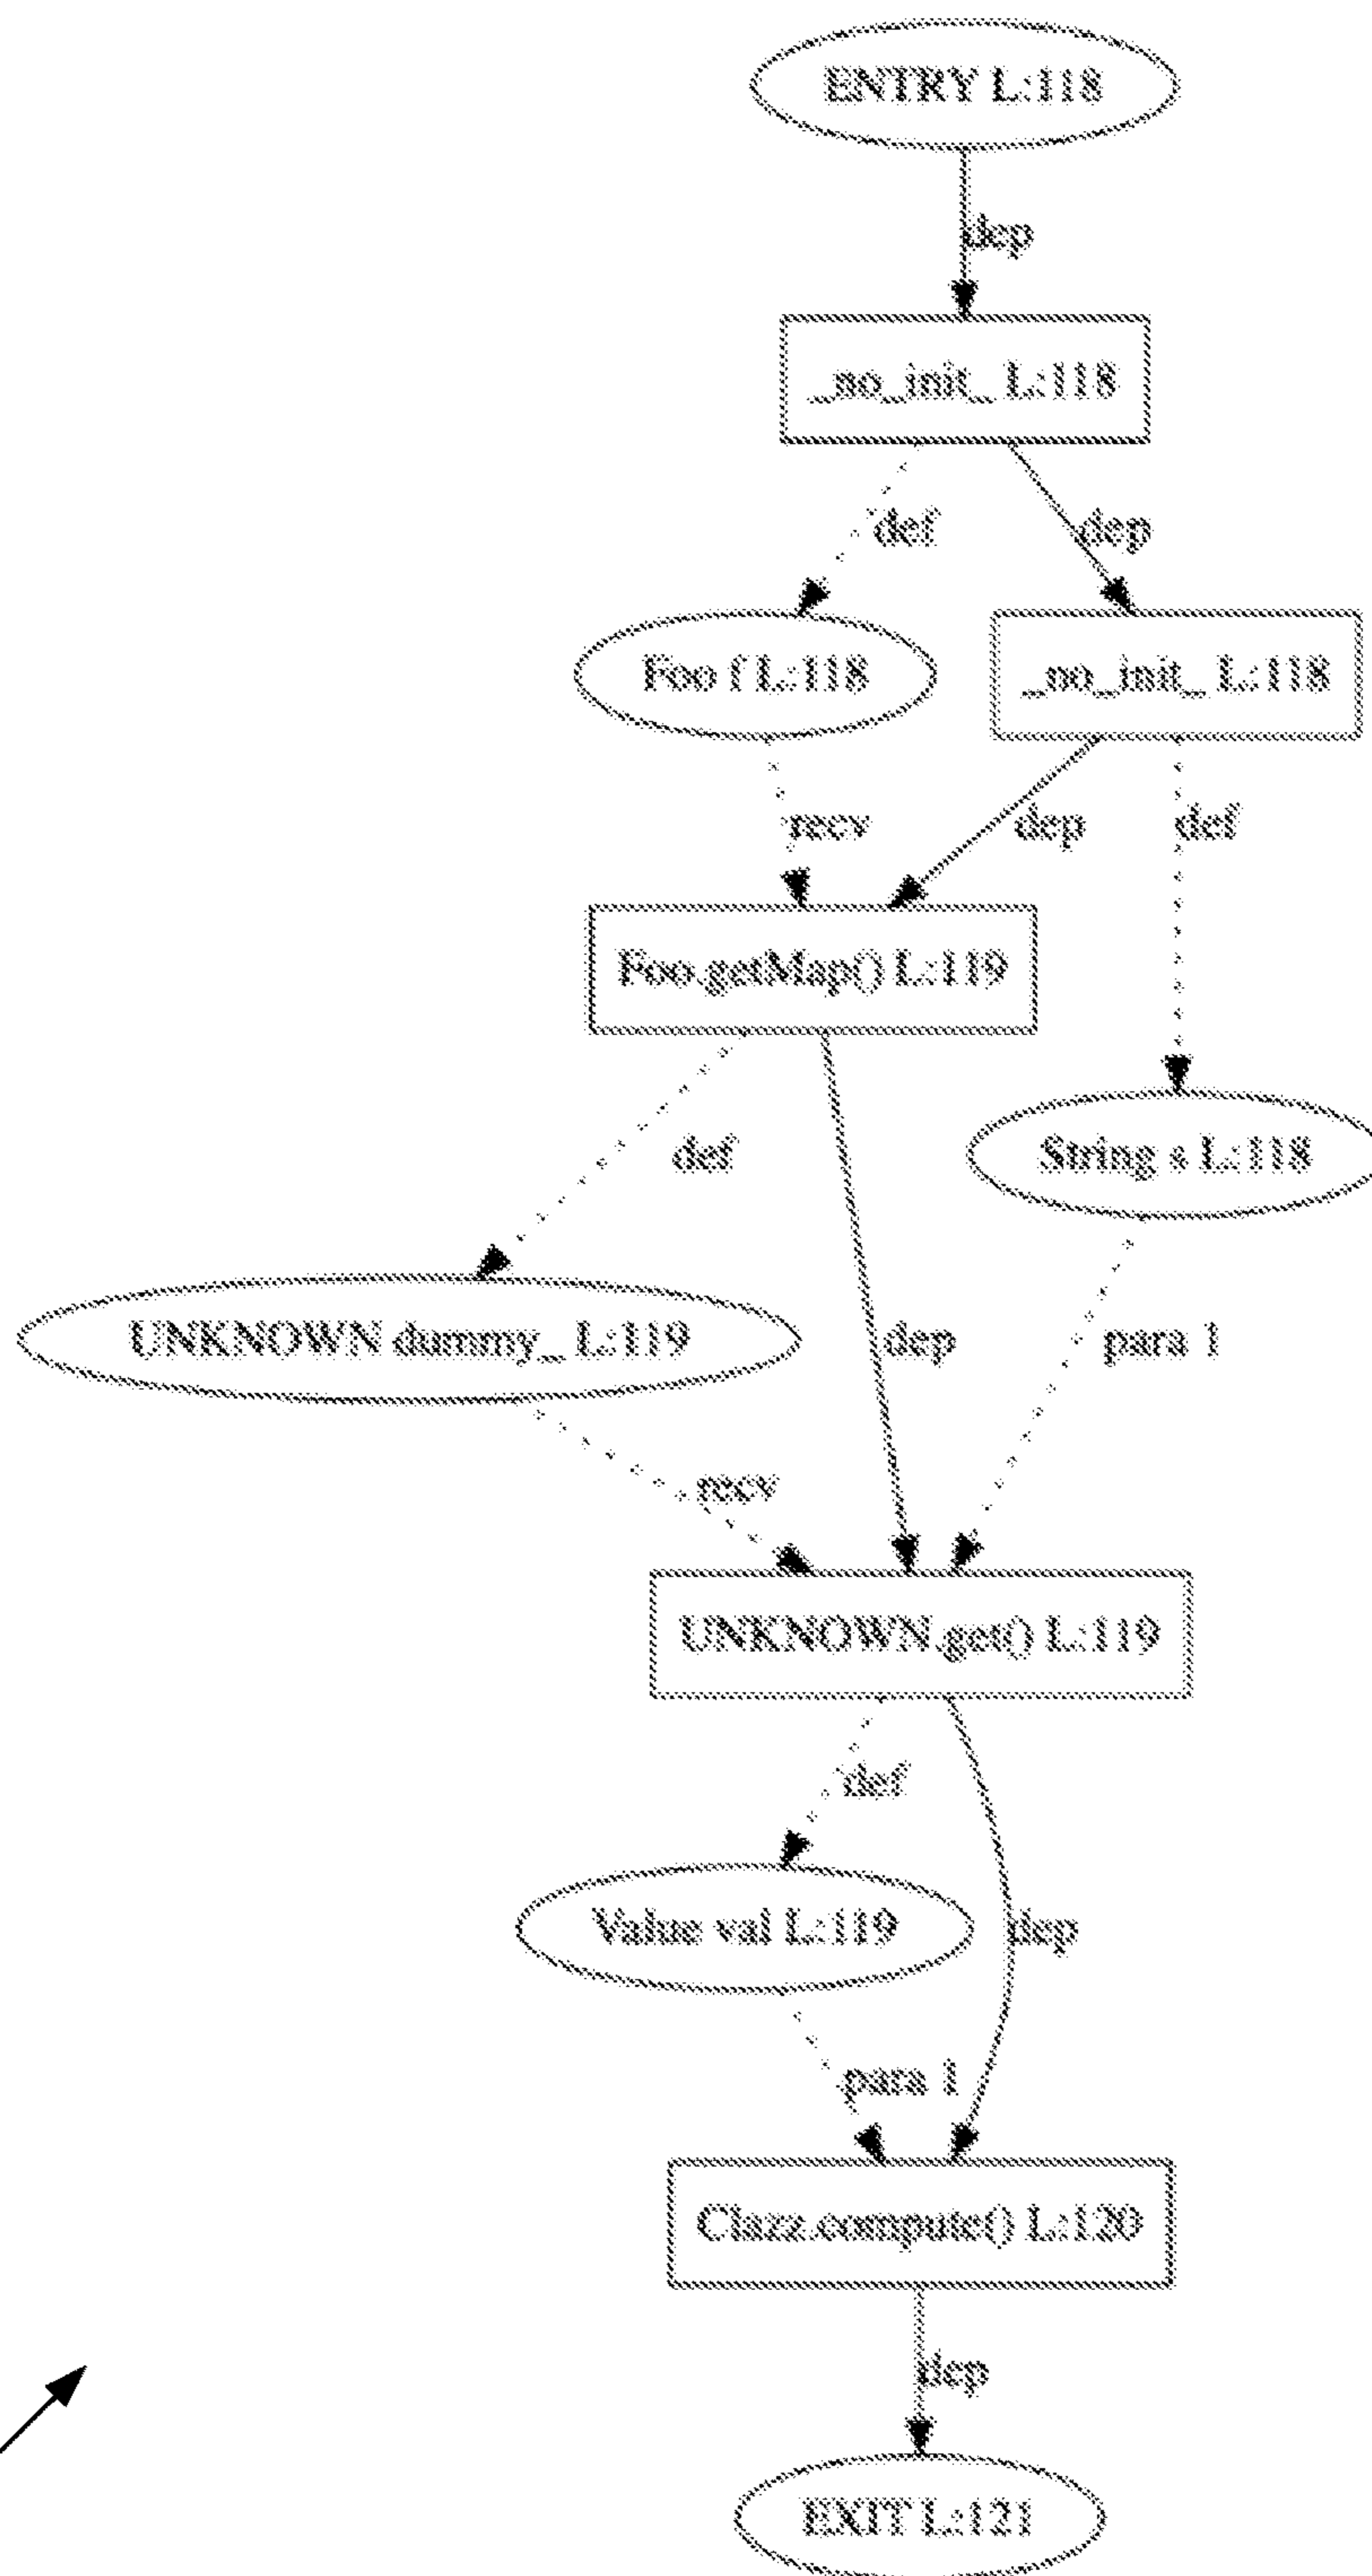 ENTRY L:118
dep
_no_init_ L:118
def
dep
Foo f L:118
_no_init_ L:118
recv
dep
def
Foo.getMap() L:119
def
String s L:118
UNKNOWN dummy_ L:119
dep
para 1
recv
UNKNOWN.get() L:119
def
Value val L:119
dep
para 1
Clazz.compute() L:120
dep
EXIT L:121